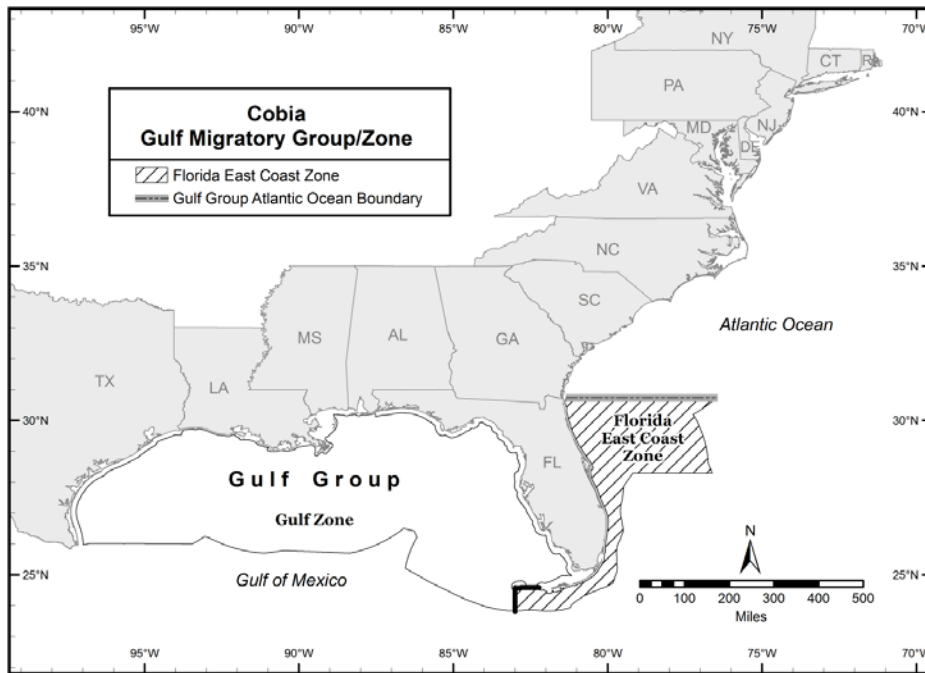 95°W 90°W 85°W 80°W 75°W 70°W
NY
CT
RI
PA
40°N
40°N
Cobia
Gulf Migratory Group/Zone
Florida East Coast Zone
Gulf Group Atlantic Ocean Boundary
NJ
MD
DE
VA
NC
35°N
35°N
SC
Atlantic Ocean
MS
AL
GA
TX
LA
30°N
30°N
Florida
East Coast
Zone
FL
Gulf Group
Gulf Zone
N
25°N
Gulf of Mexico
25°N
0 100 200 300 400 500
Miles
95°W 90°W 85°W 80°W 75°W 70°W